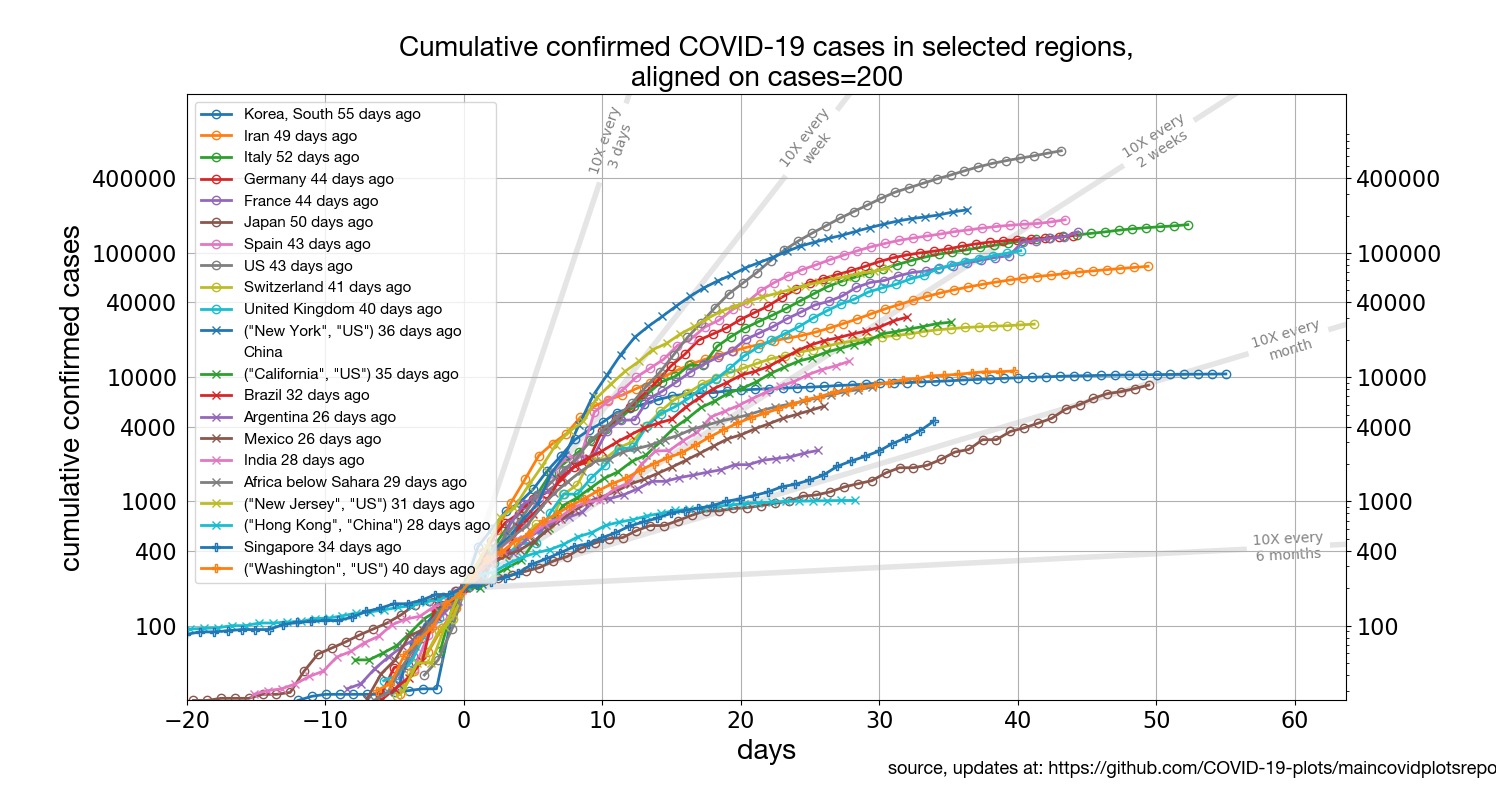 Cumulative confirmed COVID-19 cases in selected regions,
aligned on cases=200
Korea, South 55 days ago
Iran 49 days ago
Italy 52 days ago
Germany 44 days ago
France 44 days ago
Japan 50 days ago
Spain 43 days ago
US 43 days ago
Switzerland 41 days ago
United Kingdom 40 days ago
("New York", "US") 36 days ago
China
("California", "US") 35 days ago
Brazil 32 days ago
Argentina 26 days ago
Mexico 26 days ago
India 28 days ago
Africa below Sahara 29 days ago
("New Jersey", "US") 31 days ago
("Hong Kong", "China") 28 days ago
Singapore 34 days ago
("Washington", "US") 40 days ago
10X every
3 days
10X every
week
10X every
2 weeks
10X every
month
10X every
6 months
cumulative confirmed cases
400000
100000
40000
10000
4000
1000
400
100
400000
100000
40000
10000
4000
1000
400
100
−20 −10 0 10 20 30 40 50 60
days
source, updates at: https://github.com/COVID-19-plots/maincovidplotsrepo